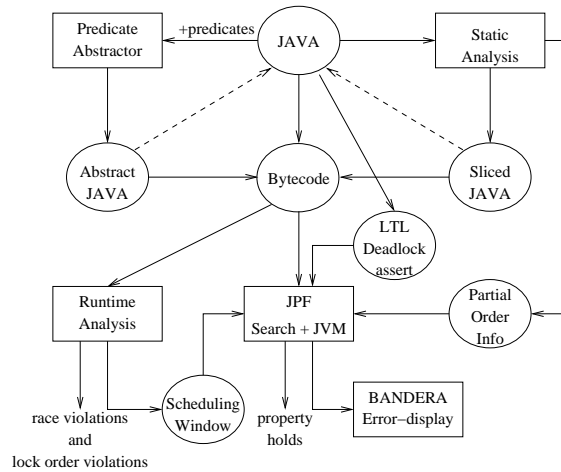 Predicate
Abstractor
+predicates
JAVA
Static
Analysis
Abstract
JAVA
Bytecode
Sliced
JAVA
LTL
Deadlock
assert
Runtime
Analysis
JPF
Search + JVM
Partial
Order
Info
Scheduling
Window
BANDERA
Error−display
race violations
and
lock order violations
property
holds